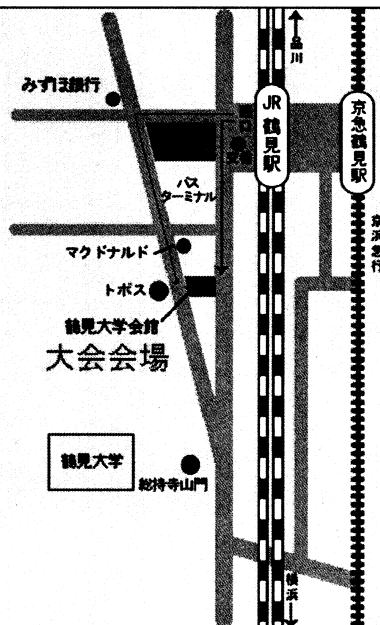 品川
みずほ銀行
JR鶴見駅
京急鶴見駅
西口
交番
バス
ターミナル
京浜急行
マクドナルド
トポス
鶴見大学会館
大会会場
鶴見大学
総持寺山門
横浜